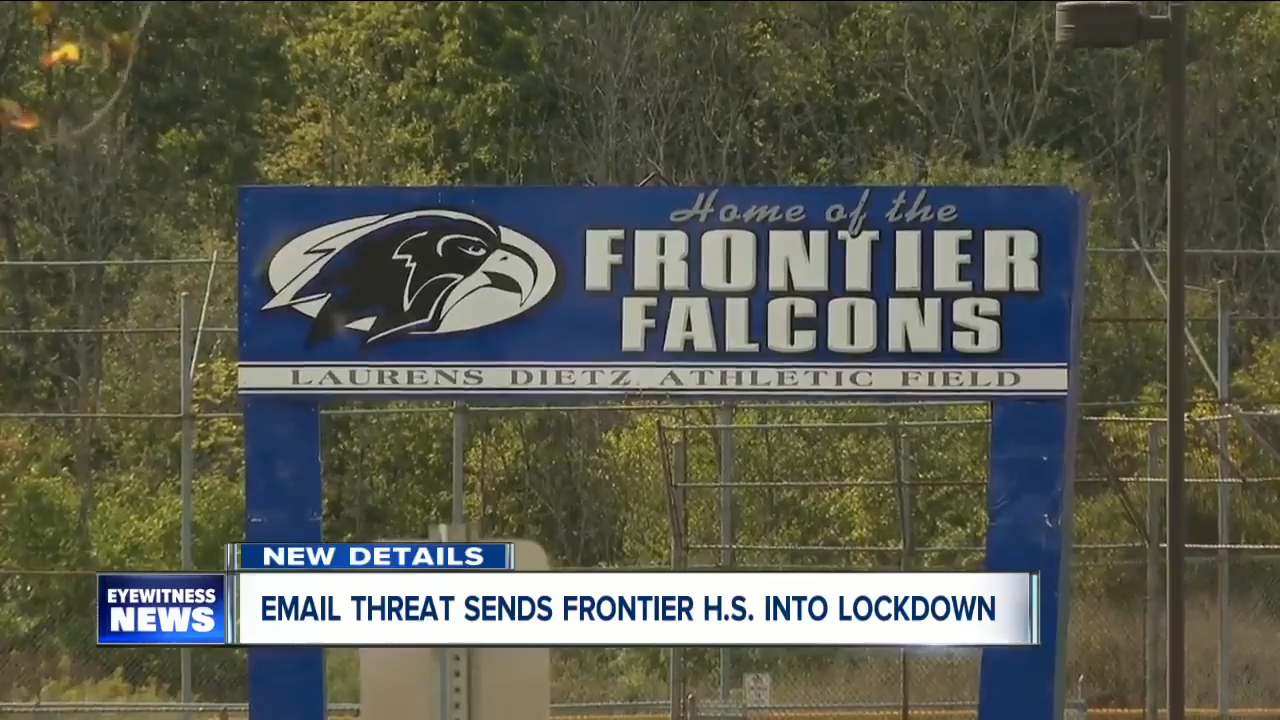 Home of the
FRONTIER
FALCONS
LAURENS DIETZ ATHLETIC FIELD
NEW DETAILS
EYEWITNESS
NEWS
EMAIL THREAT SENDS FRONTIER H.S. INTO LOCKDOWN